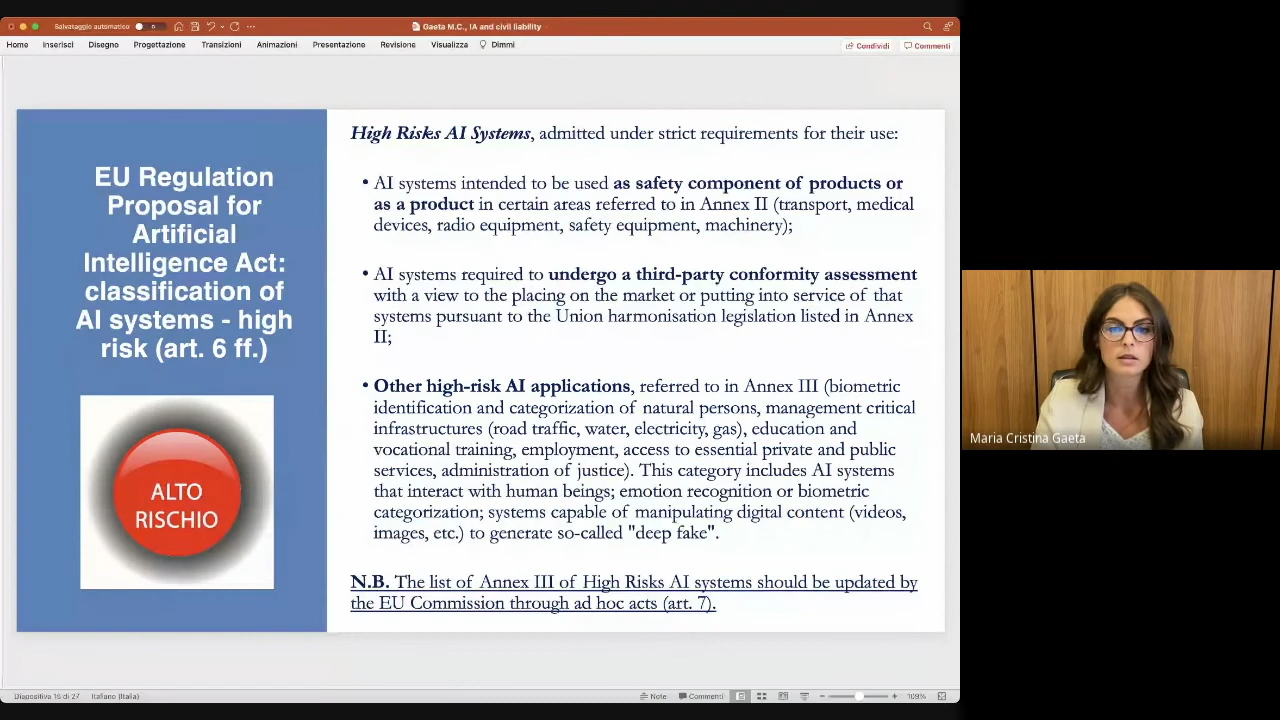 Salvataggio automatico
Gaeta M.C., IA and civil liability
Home Inserisci Disegno Progettazione Transizioni Animazioni Presentazione Revisione Visualizza Dimmi Condividi Commenti
EU Regulation
Proposal for
Artificial
Intelligence Act:
classification of
AI systems - high
risk (art. 6 ff.)
ALTO
RISCHIO
High Risks AI Systems, admitted under strict requirements for their use:
• AI systems intended to be used as safety component of products or
as a product in certain areas referred to in Annex II (transport, medical
devices, radio equipment, safety equipment, machinery);
• AI systems required to undergo a third-party conformity assessment
with a view to the placing on the market or putting into service of that
systems pursuant to the Union harmonisation legislation listed in Annex
II;
• Other high-risk AI applications, referred to in Annex III (biometric
identification and categorization of natural persons, management critical
infrastructures (road traffic, water, electricity, gas), education and
vocational training, employment, access to essential private and public
services, administration of justice). This category includes AI systems
that interact with human beings; emotion recognition or biometric
categorization; systems capable of manipulating digital content (videos,
images, etc.) to generate so-called "deep fake".
N.B. The list of Annex III of High Risks AI systems should be updated by
the EU Commission through ad hoc acts (art. 7).
Maria Cristina Gaeta
Italiano (Italia) Note Commenti 109%